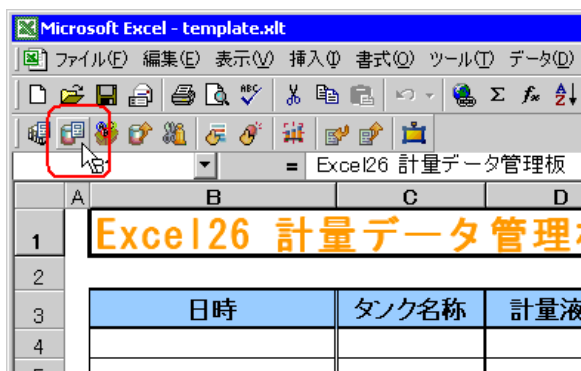 Microsoft Excel - template.xlt
ファイル(F) 編集(E) 表示(V) 挿入(I) 書式(O) ツール(T) データ(D)
ABC Σ fx
= Excel26 計量データ管理板
A B C D
1 Excel26 計量データ管理
2
3 日時 タンク名称 計量液
4